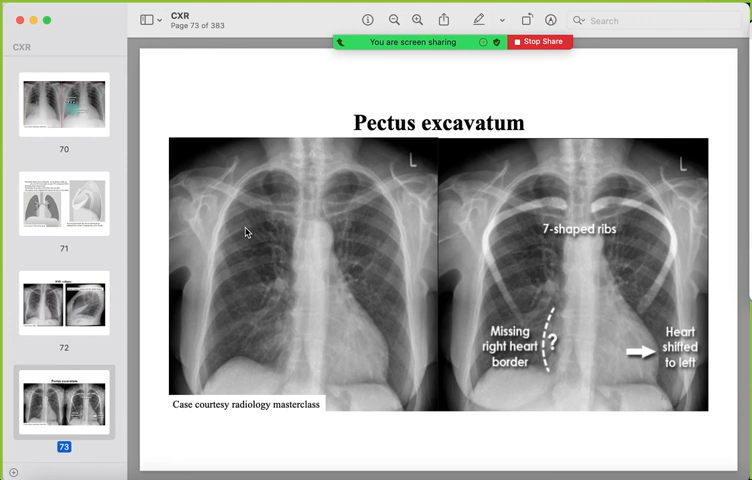 CXR
Page 73 of 383
Search
You are screen sharing
Stop Share
CXR
70
71
72
73
Pectus excavatum
L
L
7-shaped ribs
Missing
right heart
border
?
Heart
shifted
to left
Case courtesy radiology masterclass